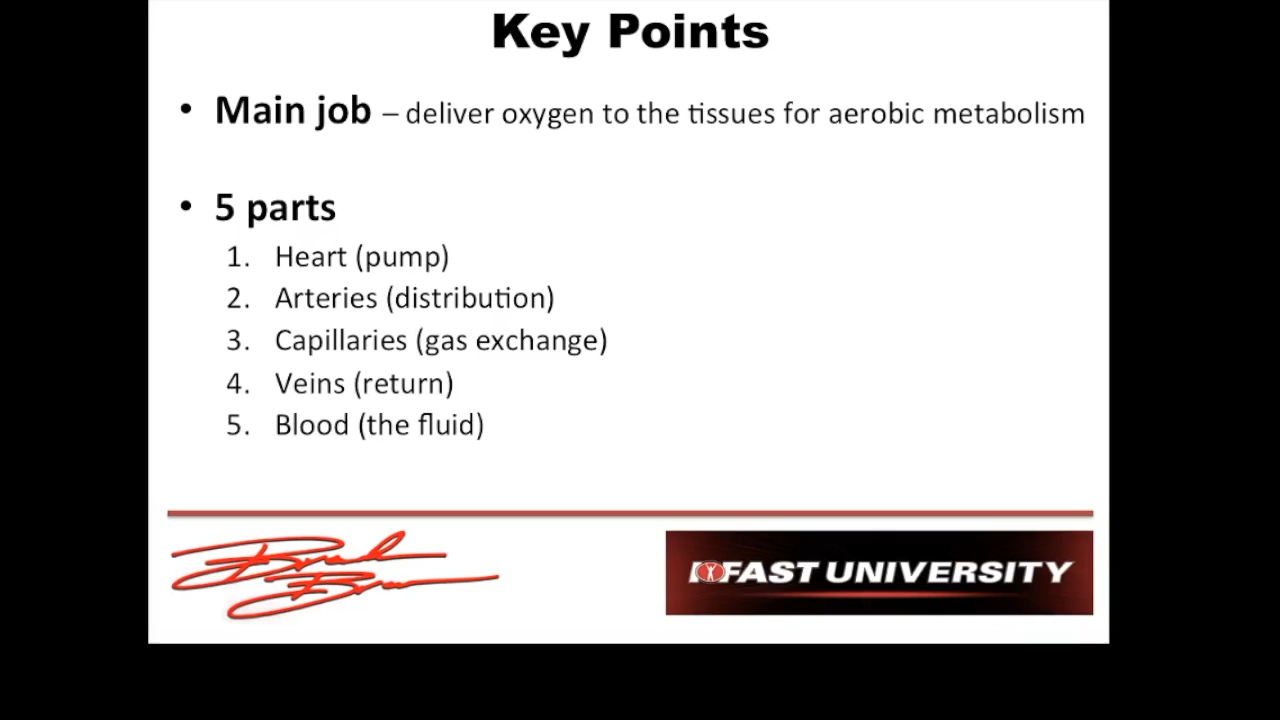 Key Points
• Main job – deliver oxygen to the tissues for aerobic metabolism
• 5 parts
1. Heart (pump)
2. Arteries (distribution)
3. Capillaries (gas exchange)
4. Veins (return)
5. Blood (the fluid)
FAST UNIVERSITY